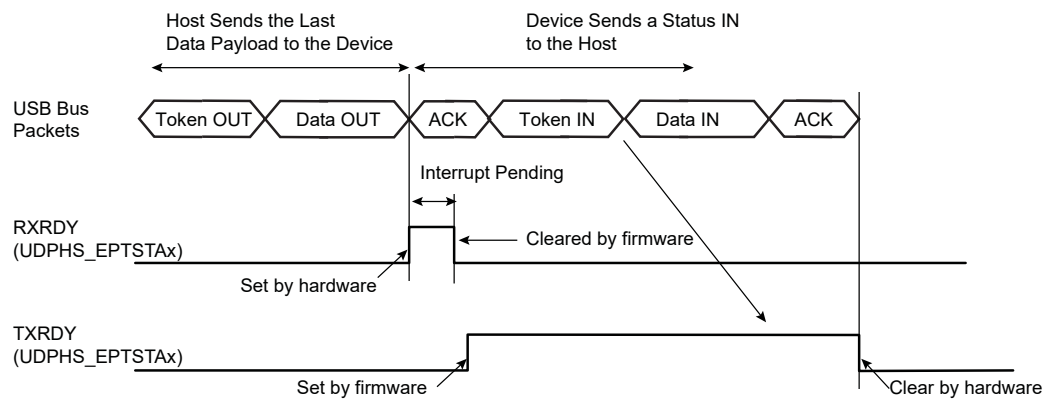 Host Sends the Last
Data Payload to the Device
Device Sends a Status IN
to the Host
USB Bus
Packets
Token OUT
Data OUT
ACK
Token IN
Data IN
ACK
Interrupt Pending
RXRDY
(UDPHS_EPTSTAx)
Cleared by firmware
Set by hardware
TXRDY
(UDPHS_EPTSTAx)
Set by firmware
Clear by hardware